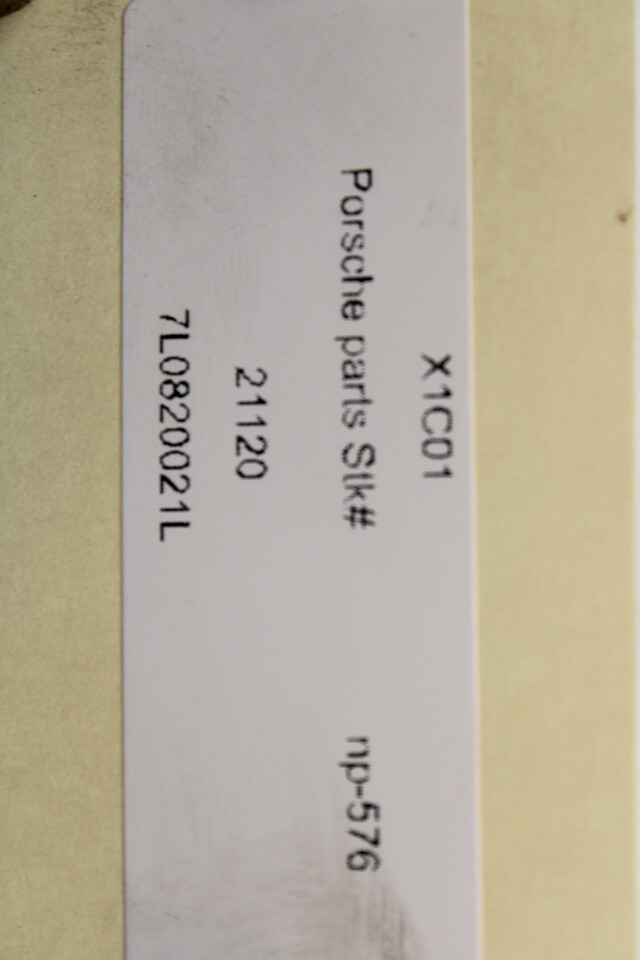 X1C01
Porsche parts Stk# np-576
21120
7L0820021L